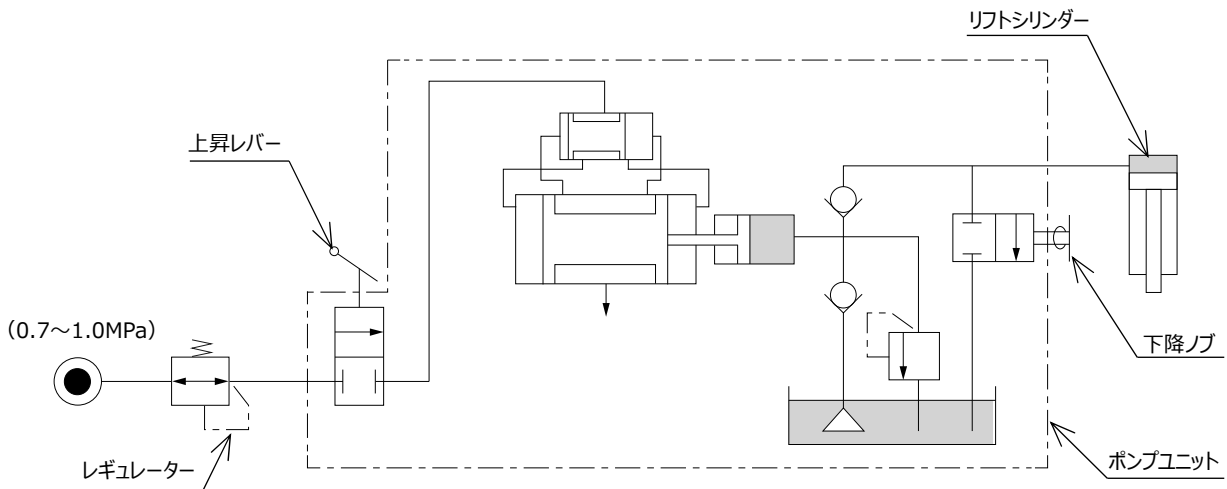 リフトシリンダー
上昇レバー
（0.7～1.0MPa）
下降ノブ
レギュレーター
ポンプユニット